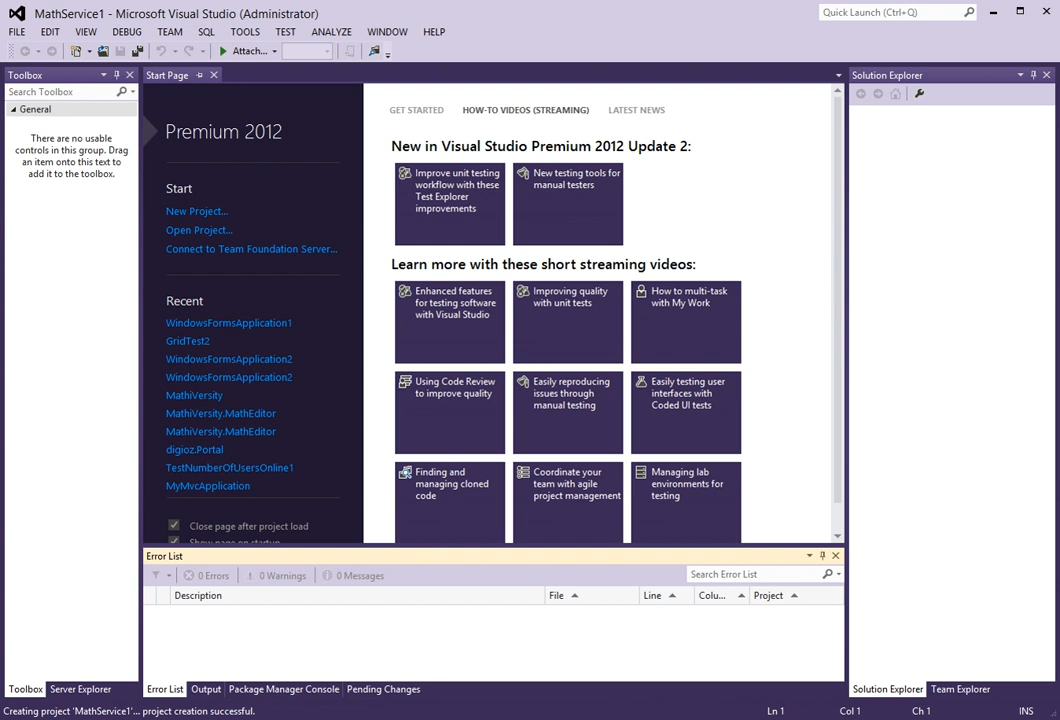 MathService1 - Microsoft Visual Studio (Administrator)
Quick Launch (Ctrl+Q)
FILE EDIT VIEW DEBUG TEAM SQL TOOLS TEST ANALYZE WINDOW HELP
Attach...
Toolbox
Search Toolbox
General
There are no usable
controls in this group. Drag
an item onto this text to
add it to the toolbox.
Start Page
Premium 2012
Start
New Project...
Open Project...
Connect to Team Foundation Server...
Recent
WindowsFormsApplication1
GridTest2
WindowsFormsApplication2
WindowsFormsApplication2
MathiVersity
MathiVersity.MathEditor
MathiVersity.MathEditor
digioz.Portal
TestNumberOfUsersOnline1
MyMvcApplication
Close page after project load
Show page on startup
GET STARTED HOW-TO VIDEOS (STREAMING) LATEST NEWS
New in Visual Studio Premium 2012 Update 2:
Improve unit testing
workflow with these
Test Explorer
improvements
New testing tools for
manual testers
Learn more with these short streaming videos:
Enhanced features
for testing software
with Visual Studio
Improving quality
with unit tests
How to multi-task
with My Work
Using Code Review
to improve quality
Easily reproducing
issues through
manual testing
Easily testing user
interfaces with
Coded UI tests
Finding and
managing cloned
code
Coordinate your
team with agile
project management
Managing lab
environments for
testing
Solution Explorer
Error List
0 Errors 0 Warnings 0 Messages
Search Error List
Description File Line Colu... Project
Toolbox Server Explorer
Error List Output Package Manager Console Pending Changes
Solution Explorer Team Explorer
Creating project 'MathService1'... project creation successful.
Ln 1 Col 1 Ch 1 INS